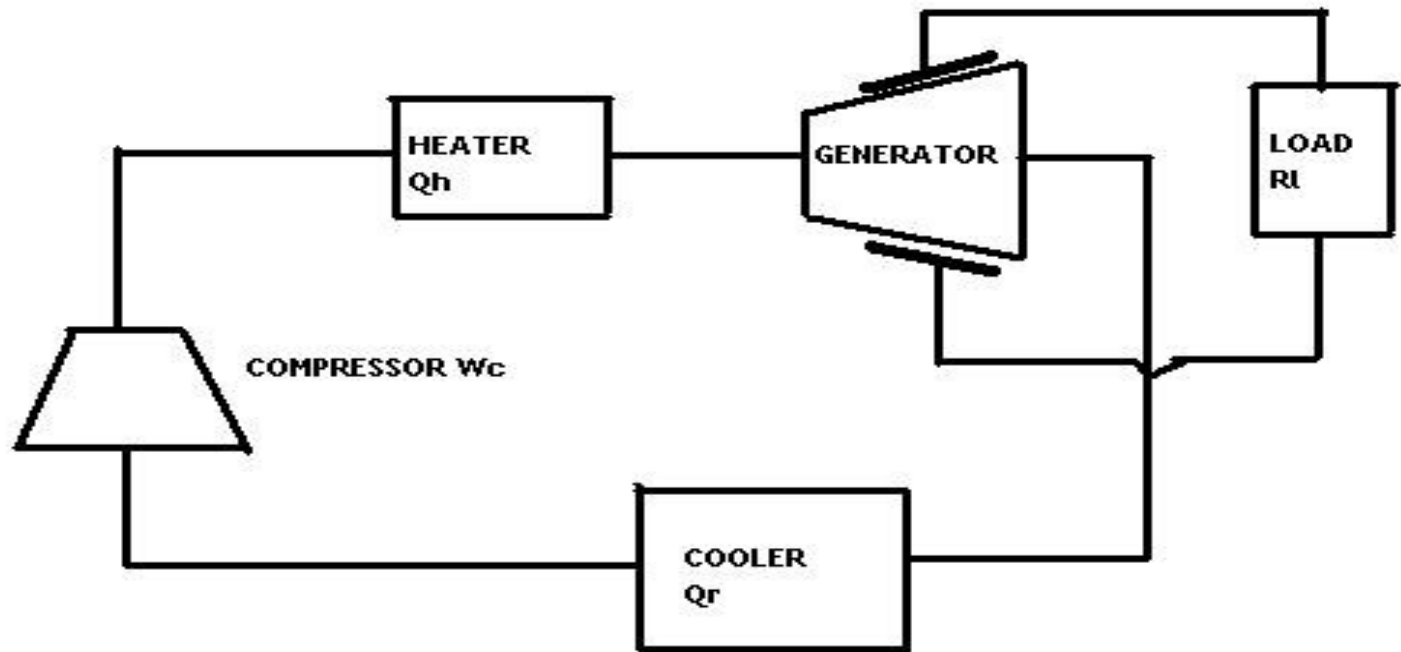 HEATER
Qh
GENERATOR
LOAD
Rl
COMPRESSOR Wc
COOLER
Qr